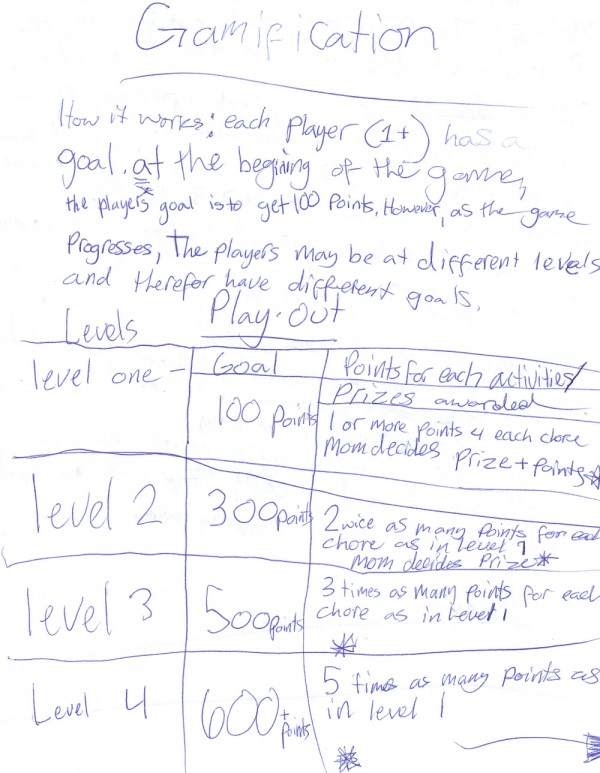 Gamification
How it works: each player (1+) has a
goal. at the begining of the game,
the players goal is to get 100 Points. However, as the game
Progresses, The players may be at different levels
and therefor have different goals.
Levels Play-Out
level one - Goal Points for each activities/
Prizes awarded
100 Points 1 or more points 4 each chore
Mom decides Prize + points
level 2 300 points 2wice as many Points for each
chore as in level 1
Mom decides Prize*
level 3 500 Points 3 times as many Points for each
chore as in level 1
Level 4 600+ Points 5 times as many points as
in level 1